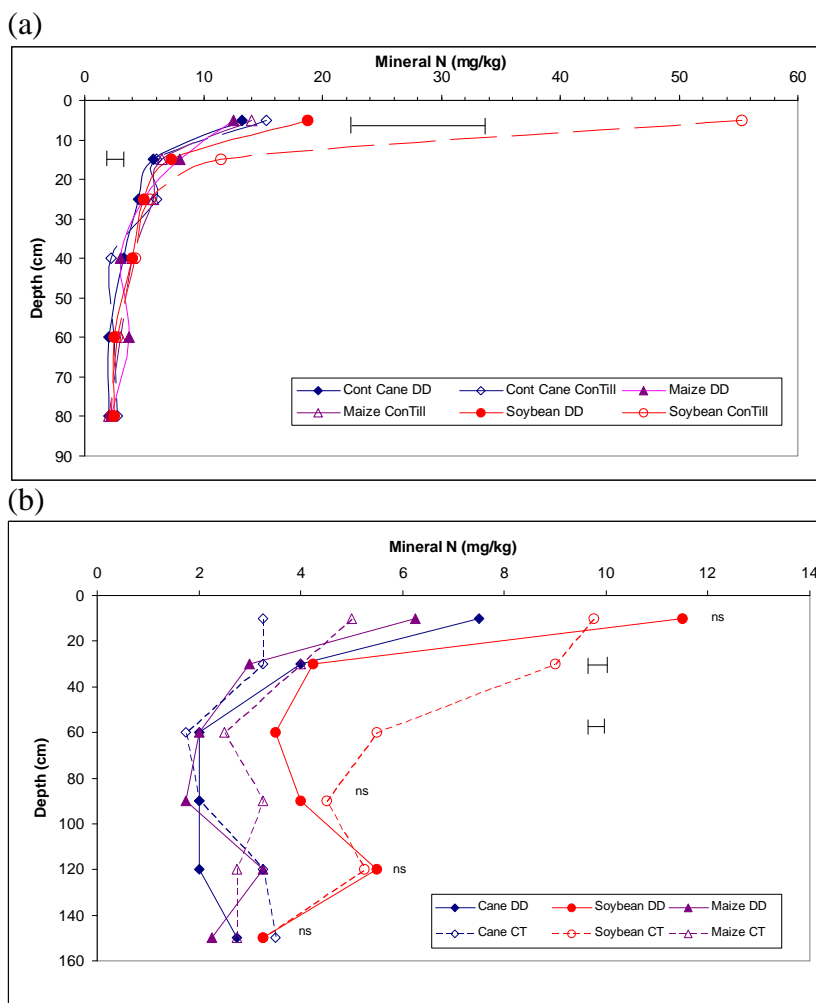 (a)
Mineral N (mg/kg)
0 10 20 30 40 50 60
0
10
20
30
40
50
60
70
80
90
Depth (cm)
Cont Cane DD Cont Cane ConTill Maize DD
Maize ConTill Soybean DD Soybean ConTill
(b)
Mineral N (mg/kg)
0 2 4 6 8 10 12 14
0
20
40
60
80
100
120
140
160
Depth (cm)
ns
ns
ns
ns
Cane DD Soybean DD Maize DD
Cane CT Soybean CT Maize CT